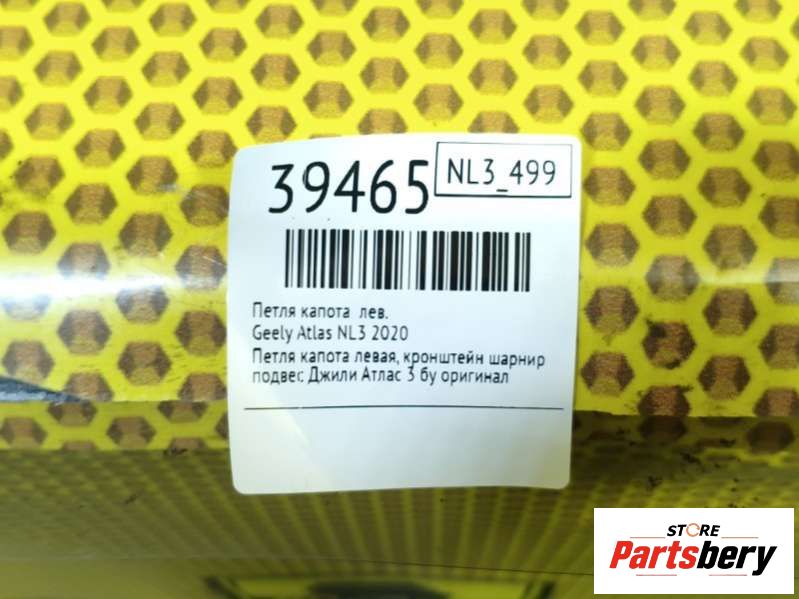 39465
NL3_499
Петля капота лев.
Geely Atlas NL3 2020
Петля капота левая, кронштейн шарнир
подвес Джили Атлас 3 бу оригинал
STORE
Partsbery